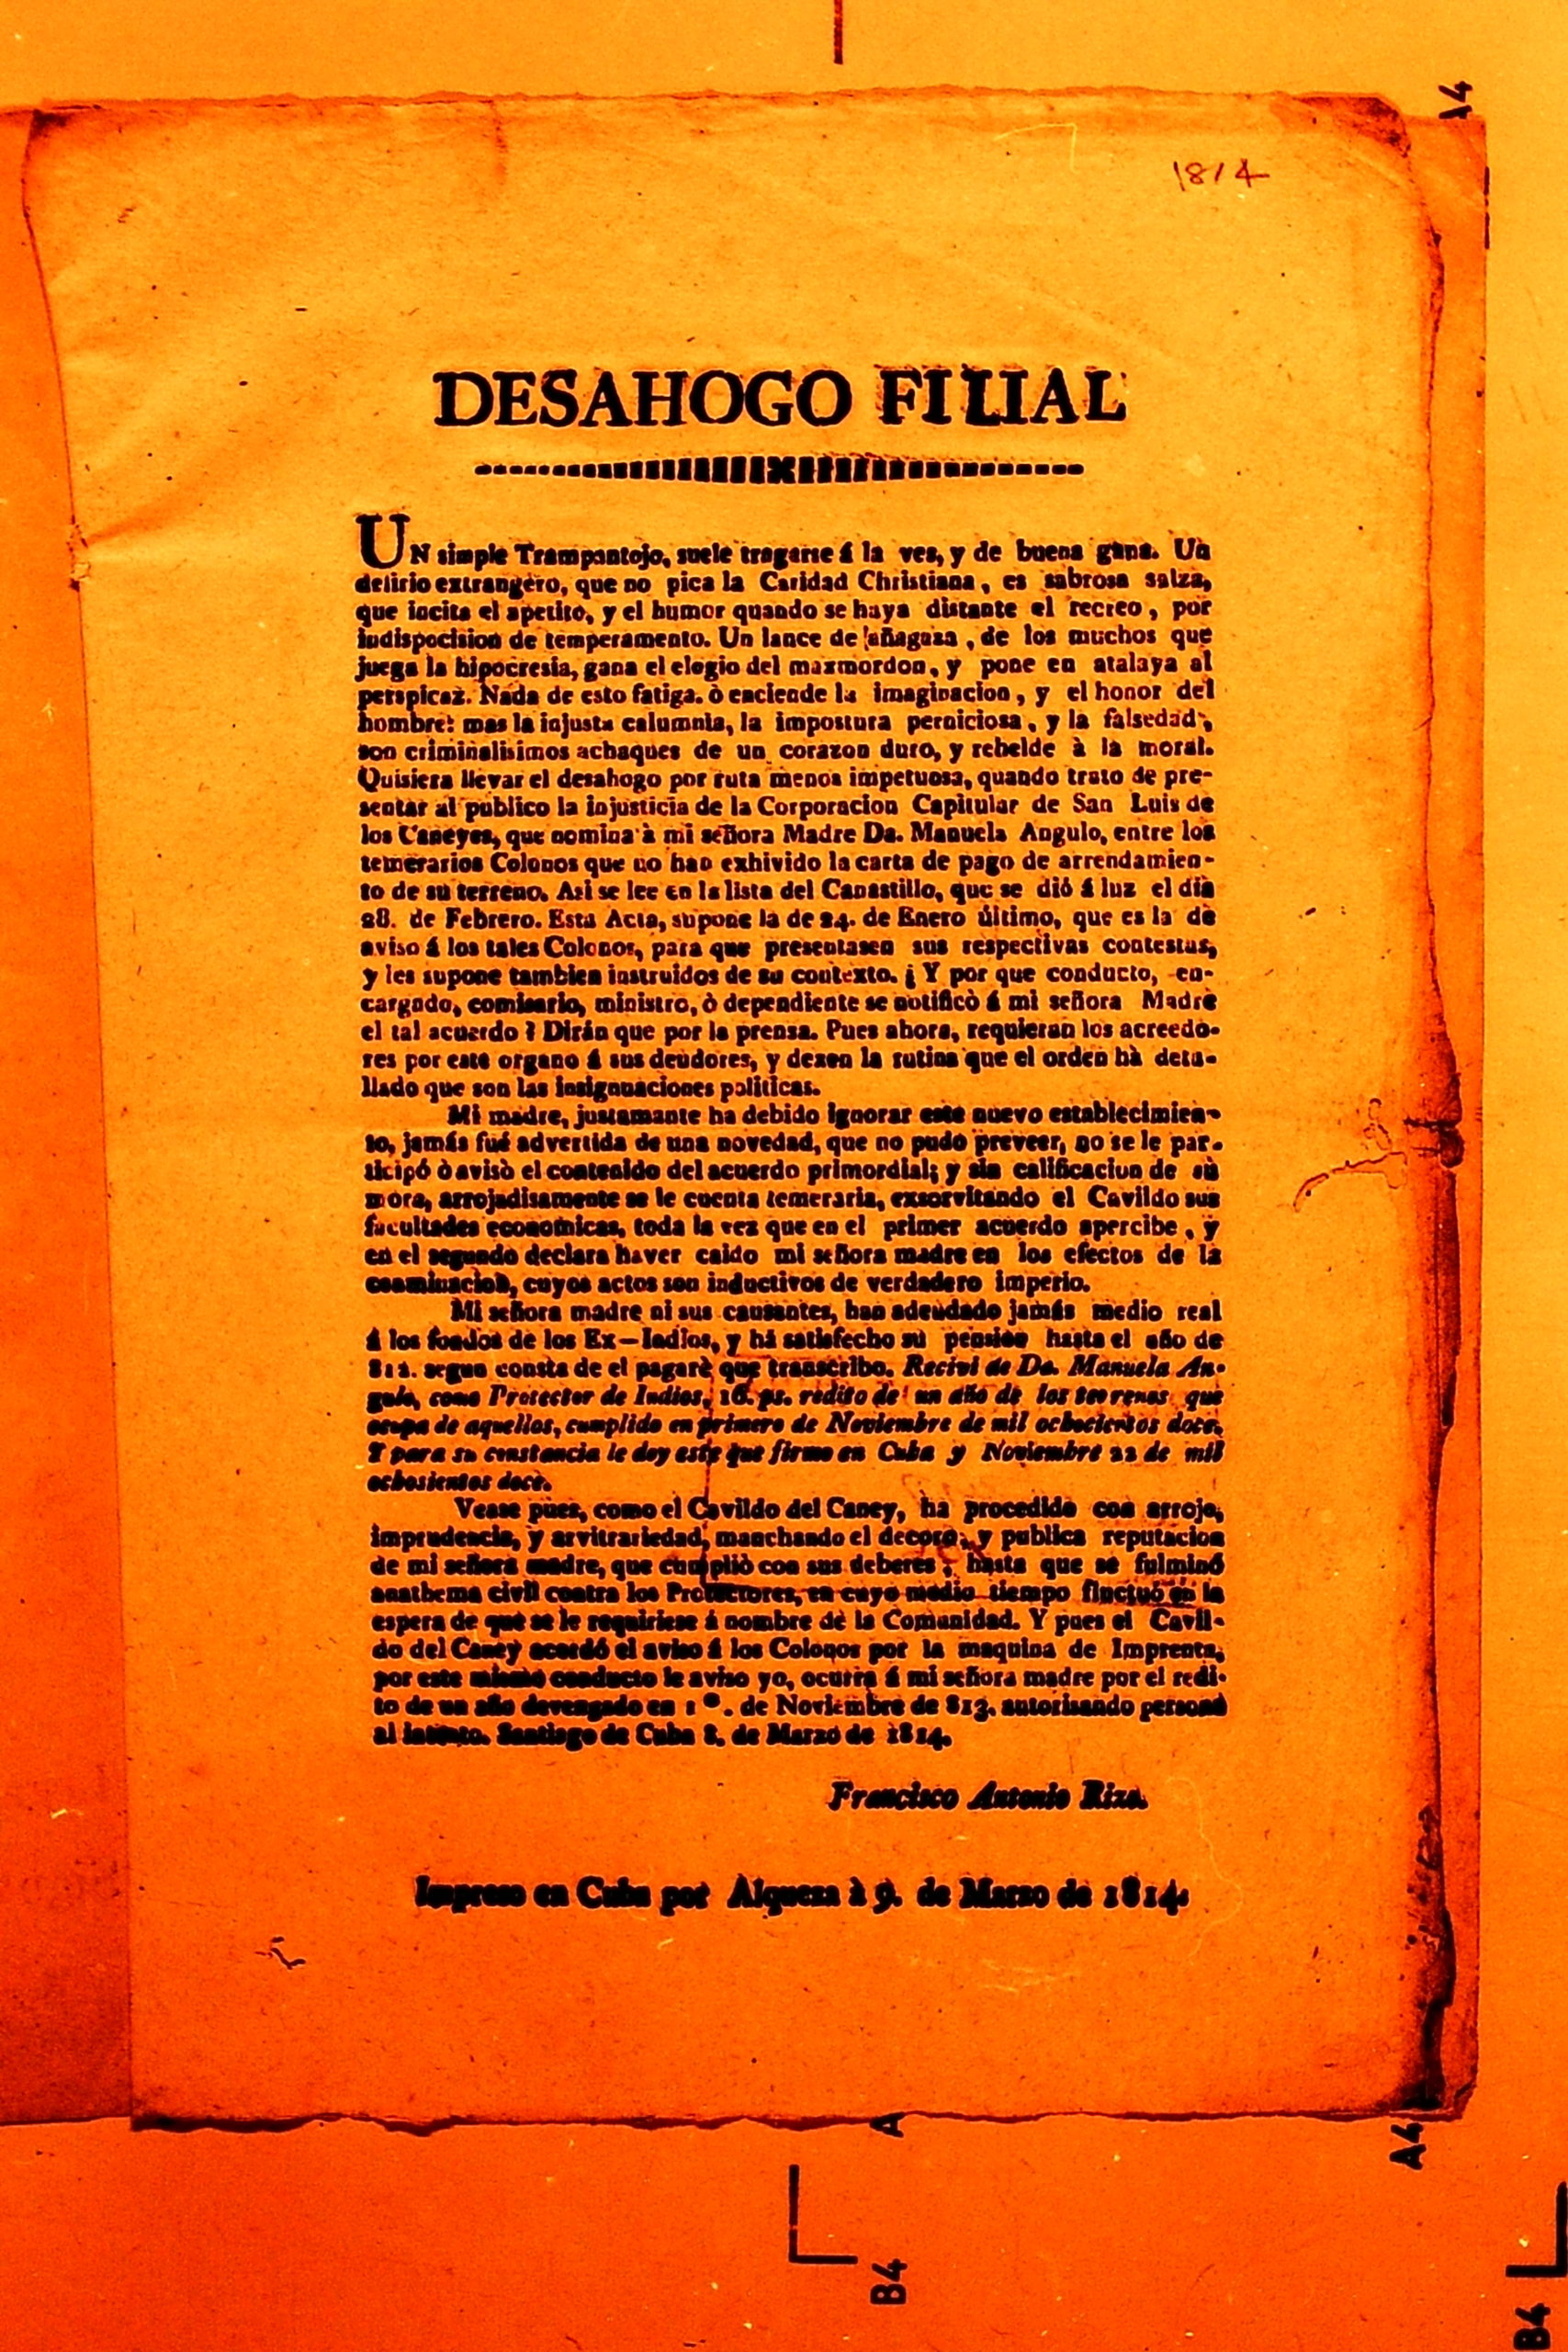 1814
A4
DESAHOGO FILIAL
UN simple Trampantojo, suele tragarse á la ves, y de buena gana. Un
delirio extrangero, que no pica la Caridad Christiana, es sabrosa salza,
que incita el apetito, y el humor quando se haya distante el recreo, por
indispocision de temperamento. Un lance de añagaza, de los muchos que
juega la hipocresia, gana el elogio del maxmordon, y pone en atalaya al
perspicaz. Nada de esto fatiga. ò enciende la imaginacion, y el honor del
hombre: mas la injusta calumnia, la impostura perniciosa, y la falsedad,
son criminalisimos achaques de un corazon duro, y rebelde à la moral.
Quisiera llevar el desahogo por ruta menos impetuosa, quando trato de pre-
sentar al público la injusticia de la Corporacion Capitular de San Luis de
los Caneyes, que nomina à mi señora Madre Da. Manuela Angulo, entre los
temerarios Colonos que no han exhivido la carta de pago de arrendamien-
to de su terreno. Asi se lee en la lista del Canastillo, que se dió á luz el dia
28. de Febrero. Esta Acta, supone la de 24. de Enero último, que es la de
aviso á los tales Colonos, para que presentasen sus respectivas contestas,
y les supone tambien instruidos de su contexto. ¿ Y por que conducto, en-
cargado, comisario, ministro, ò dependiente se notificò á mi señora Madre
el tal acuerdo ? Dirán que por la prensa. Pues ahora, requieran los acreedo-
res por este organo á sus deudores, y dexen la rutina que el orden hà deta-
llado que son las insignuaciones politicas.
Mi madre, justamante ha debido ignorar este nuevo establecimien-
to, jamás fué advertida de una novedad, que no pudo preveer, no se le par-
ticipó ò avisò el contenido del acuerdo primordial; y sin calificacion de su
mora, arrojadisamente se le cuenta temeraria, exsorvitando el Cavildo sus
facultades economicas, toda la vez que en el primer acuerdo apercibe, y
en el segundo declara haver caido mi señora madre en los efectos de la
conminacion, cuyos actos son inductivos de verdadero imperio.
Mi señora madre ni sus causantes, han adeudado jamás medio real
á los fondos de los Ex-Indios, y há satisfecho su pension hasta el año de
812. segun consta de el pagarè que transcribo. Recivi de Da. Manuela An-
gulo, como Protector de Indios, 16. ps. redito de un año de los terrenos que
ocupa de aquellos, cumplido en primero de Noviembre de mil ochocientos doce.
Y para su constancia le doy este que firmo en Cuba y Noviembre 22 de mil
ochosientos doce.
Vease pues, como el Cavildo del Caney, ha procedido con arrojo,
imprudencia, y arvitrariedad, manchando el decoro, y publica reputacion
de mi señora madre, que cumpliò con sus deberes, hasta que se fulminó
anathema civil contra los Protectores, en cuyo medio tiempo fluctuó en la
espera de que se le requiriese á nombre de la Comunidad. Y pues el Cavil-
do del Caney acordó el aviso á los Colonos por la maquina de Imprenta,
por este mismo conducto le aviso yo, ocurra á mi señora madre por el redi-
to de un año devengado en 1º. de Noviembre de 813. autorisando persona
al intento. Santiago de Cuba 8. de Marzo de 1814.
Francisco Antonio Riza.
Impreso en Cuba por Alqueza à 9. de Marzo de 1814.
A
A4
B4
B4